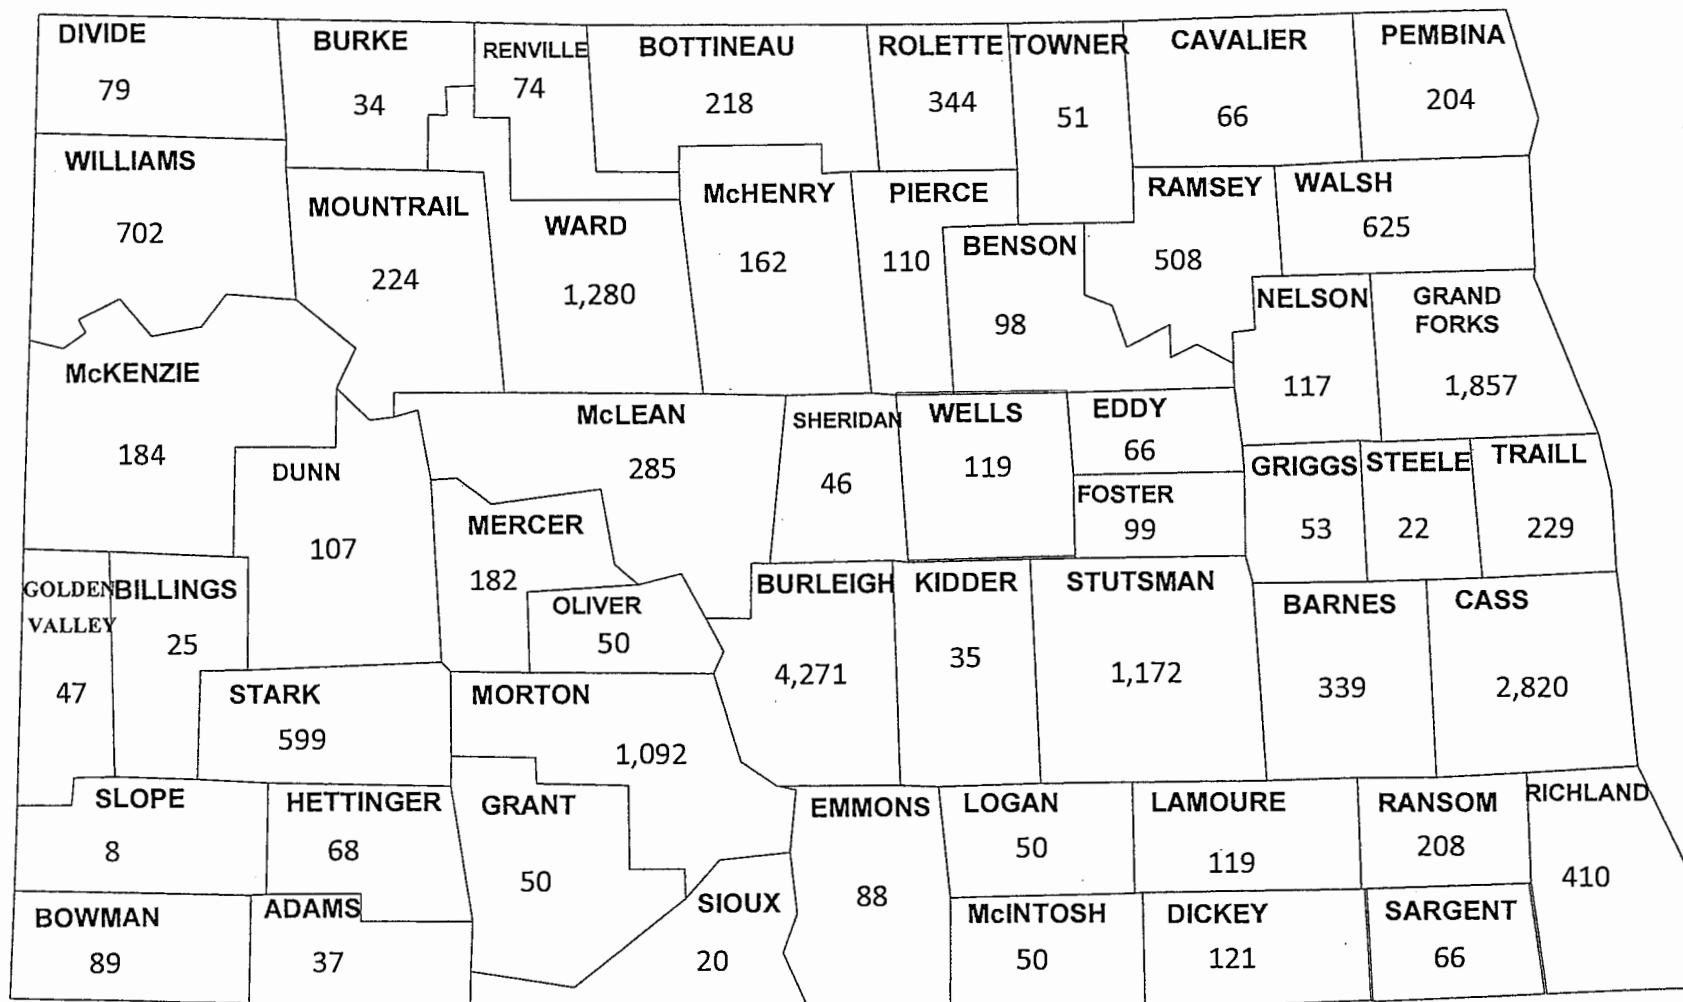 DIVIDE
79
BURKE
34
RENVILLE
74
BOTTINEAU
218
ROLETTE
344
TOWNER
51
CAVALIER
66
PEMBINA
204
WILLIAMS
702
MOUNTRAIL
224
WARD
1,280
McHENRY
162
PIERCE
110
BENSON
98
RAMSEY
508
WALSH
625
NELSON
117
GRAND
FORKS
1,857
McKENZIE
184
DUNN
107
McLEAN
285
MERCER
182
OLIVER
50
SHERIDAN
46
WELLS
119
EDDY
66
FOSTER
99
GRIGGS
53
STEELE
22
TRAILL
229
GOLDEN
VALLEY
47
BILLINGS
25
STARK
599
MORTON
1,092
BURLEIGH
4,271
KIDDER
35
STUTSMAN
1,172
BARNES
339
CASS
2,820
SLOPE
8
HETTINGER
68
GRANT
50
SIOUX
20
EMMONS
88
LOGAN
50
LAMOURE
119
RANSOM
208
RICHLAND
410
BOWMAN
89
ADAMS
37
McINTOSH
50
DICKEY
121
SARGENT
66